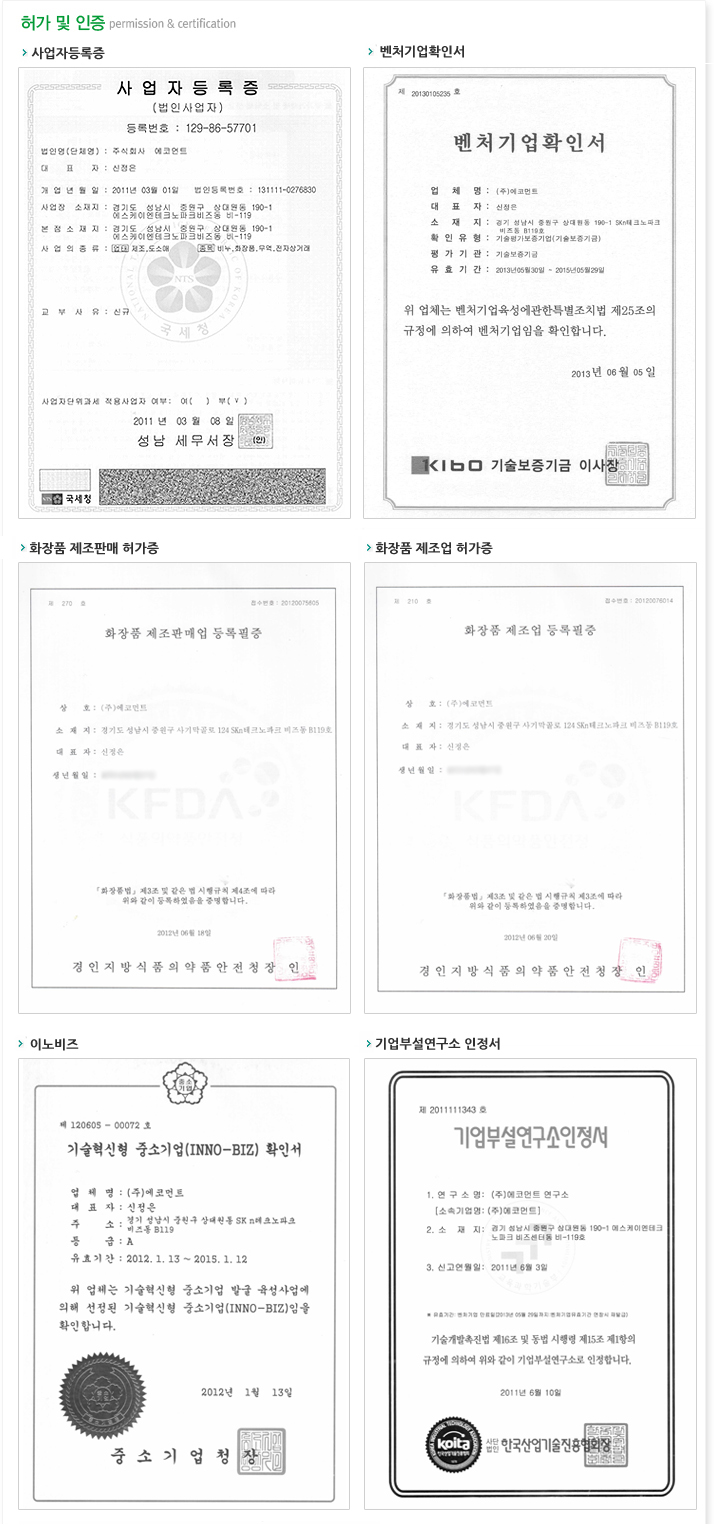 허가 및 인증 permission & certification
사업자등록증
사업자등록증
(법인사업자)
등록번호 : 129-86-57701
법인명(단체명) : 주식회사 에코먼트
대 표 자 : 신정은
개 업 년 월 일 : 2011년 03월 01일 법인등록번호 : 131111-0276830
사업장 소재지 : 경기도 성남시 중원구 상대원동 190-1
에스케이엔테크노파크비즈동 비-119
본 점 소 재 지 : 경기도 성남시 중원구 상대원동 190-1
에스케이엔테크노파크비즈동 비-119
사 업 의 종 류 : 업태 제조,도소매 종목 비누,화장품,무역,전자상거래
NTS
국세청
교 부 사 유 : 신규
사업자단위과세 적용사업자 여부: 여( ) 부( v )
2011 년 03 월 08 일
성남 세무서장
(인)
NTS 국세청
벤처기업확인서
제 20130105235 호
벤처기업확인서
업 체 명 : (주)에코먼트
대 표 자 : 신정은
소 재 지 : 경기 성남시 중원구 상대원동 190-1 SKn테크노파크
비즈동 B119호
확 인 유 형 : 기술평가보증기업(기술보증기금)
평 가 기 관 : 기술보증기금
유 효 기 간 : 2013년05월30일 - 2015년05월29일
위 업체는 벤처기업육성에관한특별조치법 제25조의
규정에 의하여 벤처기업임을 확인합니다.
2013 년 06 월 05 일
KIBO 기술보증기금 이사장
화장품 제조판매 허가증
제 270 호
접수번호 : 20120075605
화장품 제조판매업 등록필증
상 호 : (주)에코먼트
소 재 지 : 경기도 성남시 중원구 사기막골로 124 SKn테크노파크 비즈동 B119호
대 표 자 : 신정은
생년월일 :
KFDA
「화장품법」제3조 및 같은 법 시행규칙 제4조에 따라
위와 같이 등록하였음을 증명합니다.
2012년 06월 18일
경인지방식품의약품안전청장 인
화장품 제조업 허가증
제 210 호
접수번호 : 20120076014
화장품 제조업 등록필증
상 호 : (주)에코먼트
소 재 지 : 경기도 성남시 중원구 사기막골로 124 SKn테크노파크 비즈동 B119호
대 표 자 : 신정은
생년월일 :
KFDA
「화장품법」제3조 및 같은 법 시행규칙 제3조에 따라
위와 같이 등록하였음을 증명합니다.
2012년 06월 20일
경인지방식품의약품안전청장 인
이노비즈
중소
기업
제 120605 - 00072 호
기술혁신형 중소기업(INNO-BIZ) 확인서
업 체 명 : (주)에코먼트
대 표 자 : 신정은
주 소 : 경기 성남시 중원구 상대원동 SK n테크노파크
비즈동 B119
등 급 : A
유효기간 : 2012. 1. 13 ~ 2015. 1. 12
위 업체는 기술혁신형 중소기업 발굴 육성사업에
의해 선정된 기술혁신형 중소기업(INNO-BIZ)임을
확인합니다.
2012년 1월 13일
중소기업청장
기업부설연구소 인정서
제 2011111343 호
기업부설연구소인정서
1. 연 구 소 명: (주)에코먼트 연구소
[소속기업명: (주)에코먼트]
2. 소 재 지: 경기 성남시 중원구 상대원동 190-1 에스케이엔테크
노파크 비즈센터동 비-119호
3. 신고연월일: 2011년 6월 3일
※ 유효기간: 벤처기업 만료일(2013년 05월 29일까지:벤처기업유효기간 연장시 재발급)
기술개발촉진법 제16조 및 동법 시행령 제15조 제1항의
규정에 의하여 위와 같이 기업부설연구소로 인정합니다.
2011년 6월 10일
koita
사단
법인 한국산업기술진흥협회장